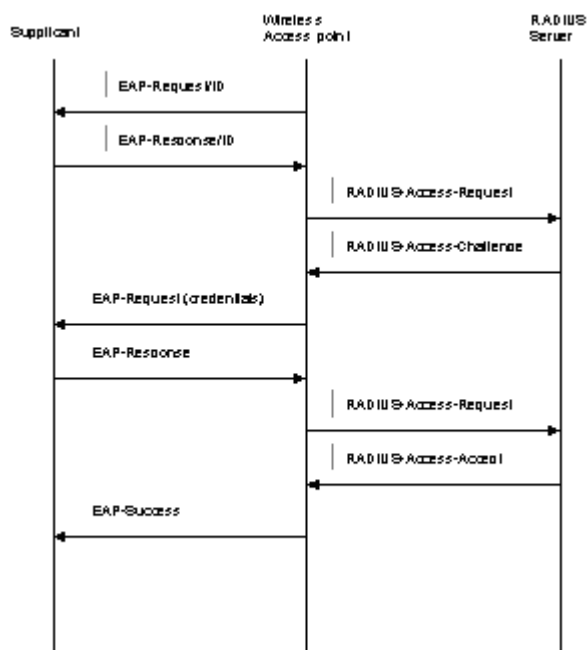 Supplicant
Wireless
Access point
RADIUS
Server
EAP-Request/ID
EAP-Response/ID
RADIUS-Access-Request
RADIUS-Access-Challenge
EAP-Request (credentials)
EAP-Response
RADIUS-Access-Request
RADIUS-Access-Accept
EAP-Success